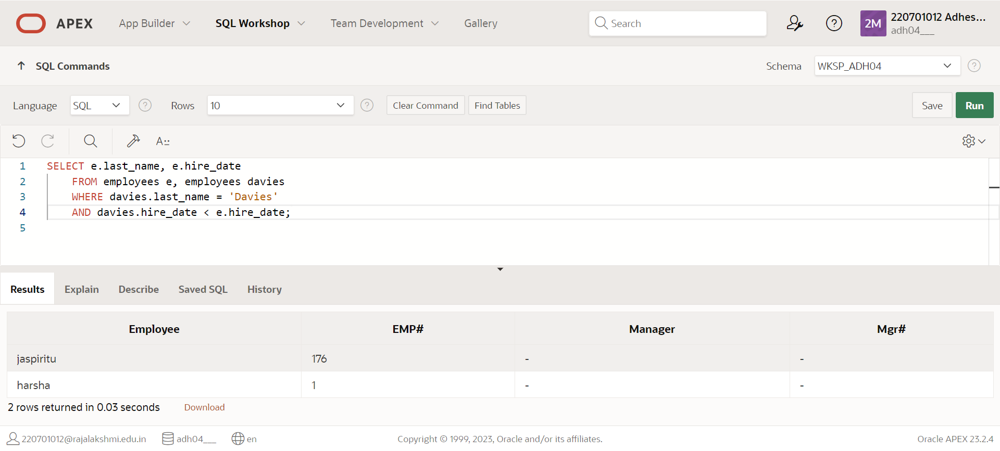 APEX App Builder SQL Workshop Team Development Gallery Search 2M 220701012 Adhes...
adh04___
SQL Commands Schema WKSP_ADH04
Language SQL Rows 10 Clear Command Find Tables Save Run
A::
1 SELECT e.last_name, e.hire_date
2 FROM employees e, employees davies
3 WHERE davies.last_name = 'Davies'
4 AND davies.hire_date < e.hire_date;
5
Results Explain Describe Saved SQL History
Employee EMP# Manager Mgr#
jaspiritu 176 - -
harsha 1 - -
2 rows returned in 0.03 seconds Download
220701012@rajalakshmi.edu.in adh04___ en Copyright © 1999, 2023, Oracle and/or its affiliates. Oracle APEX 23.2.4